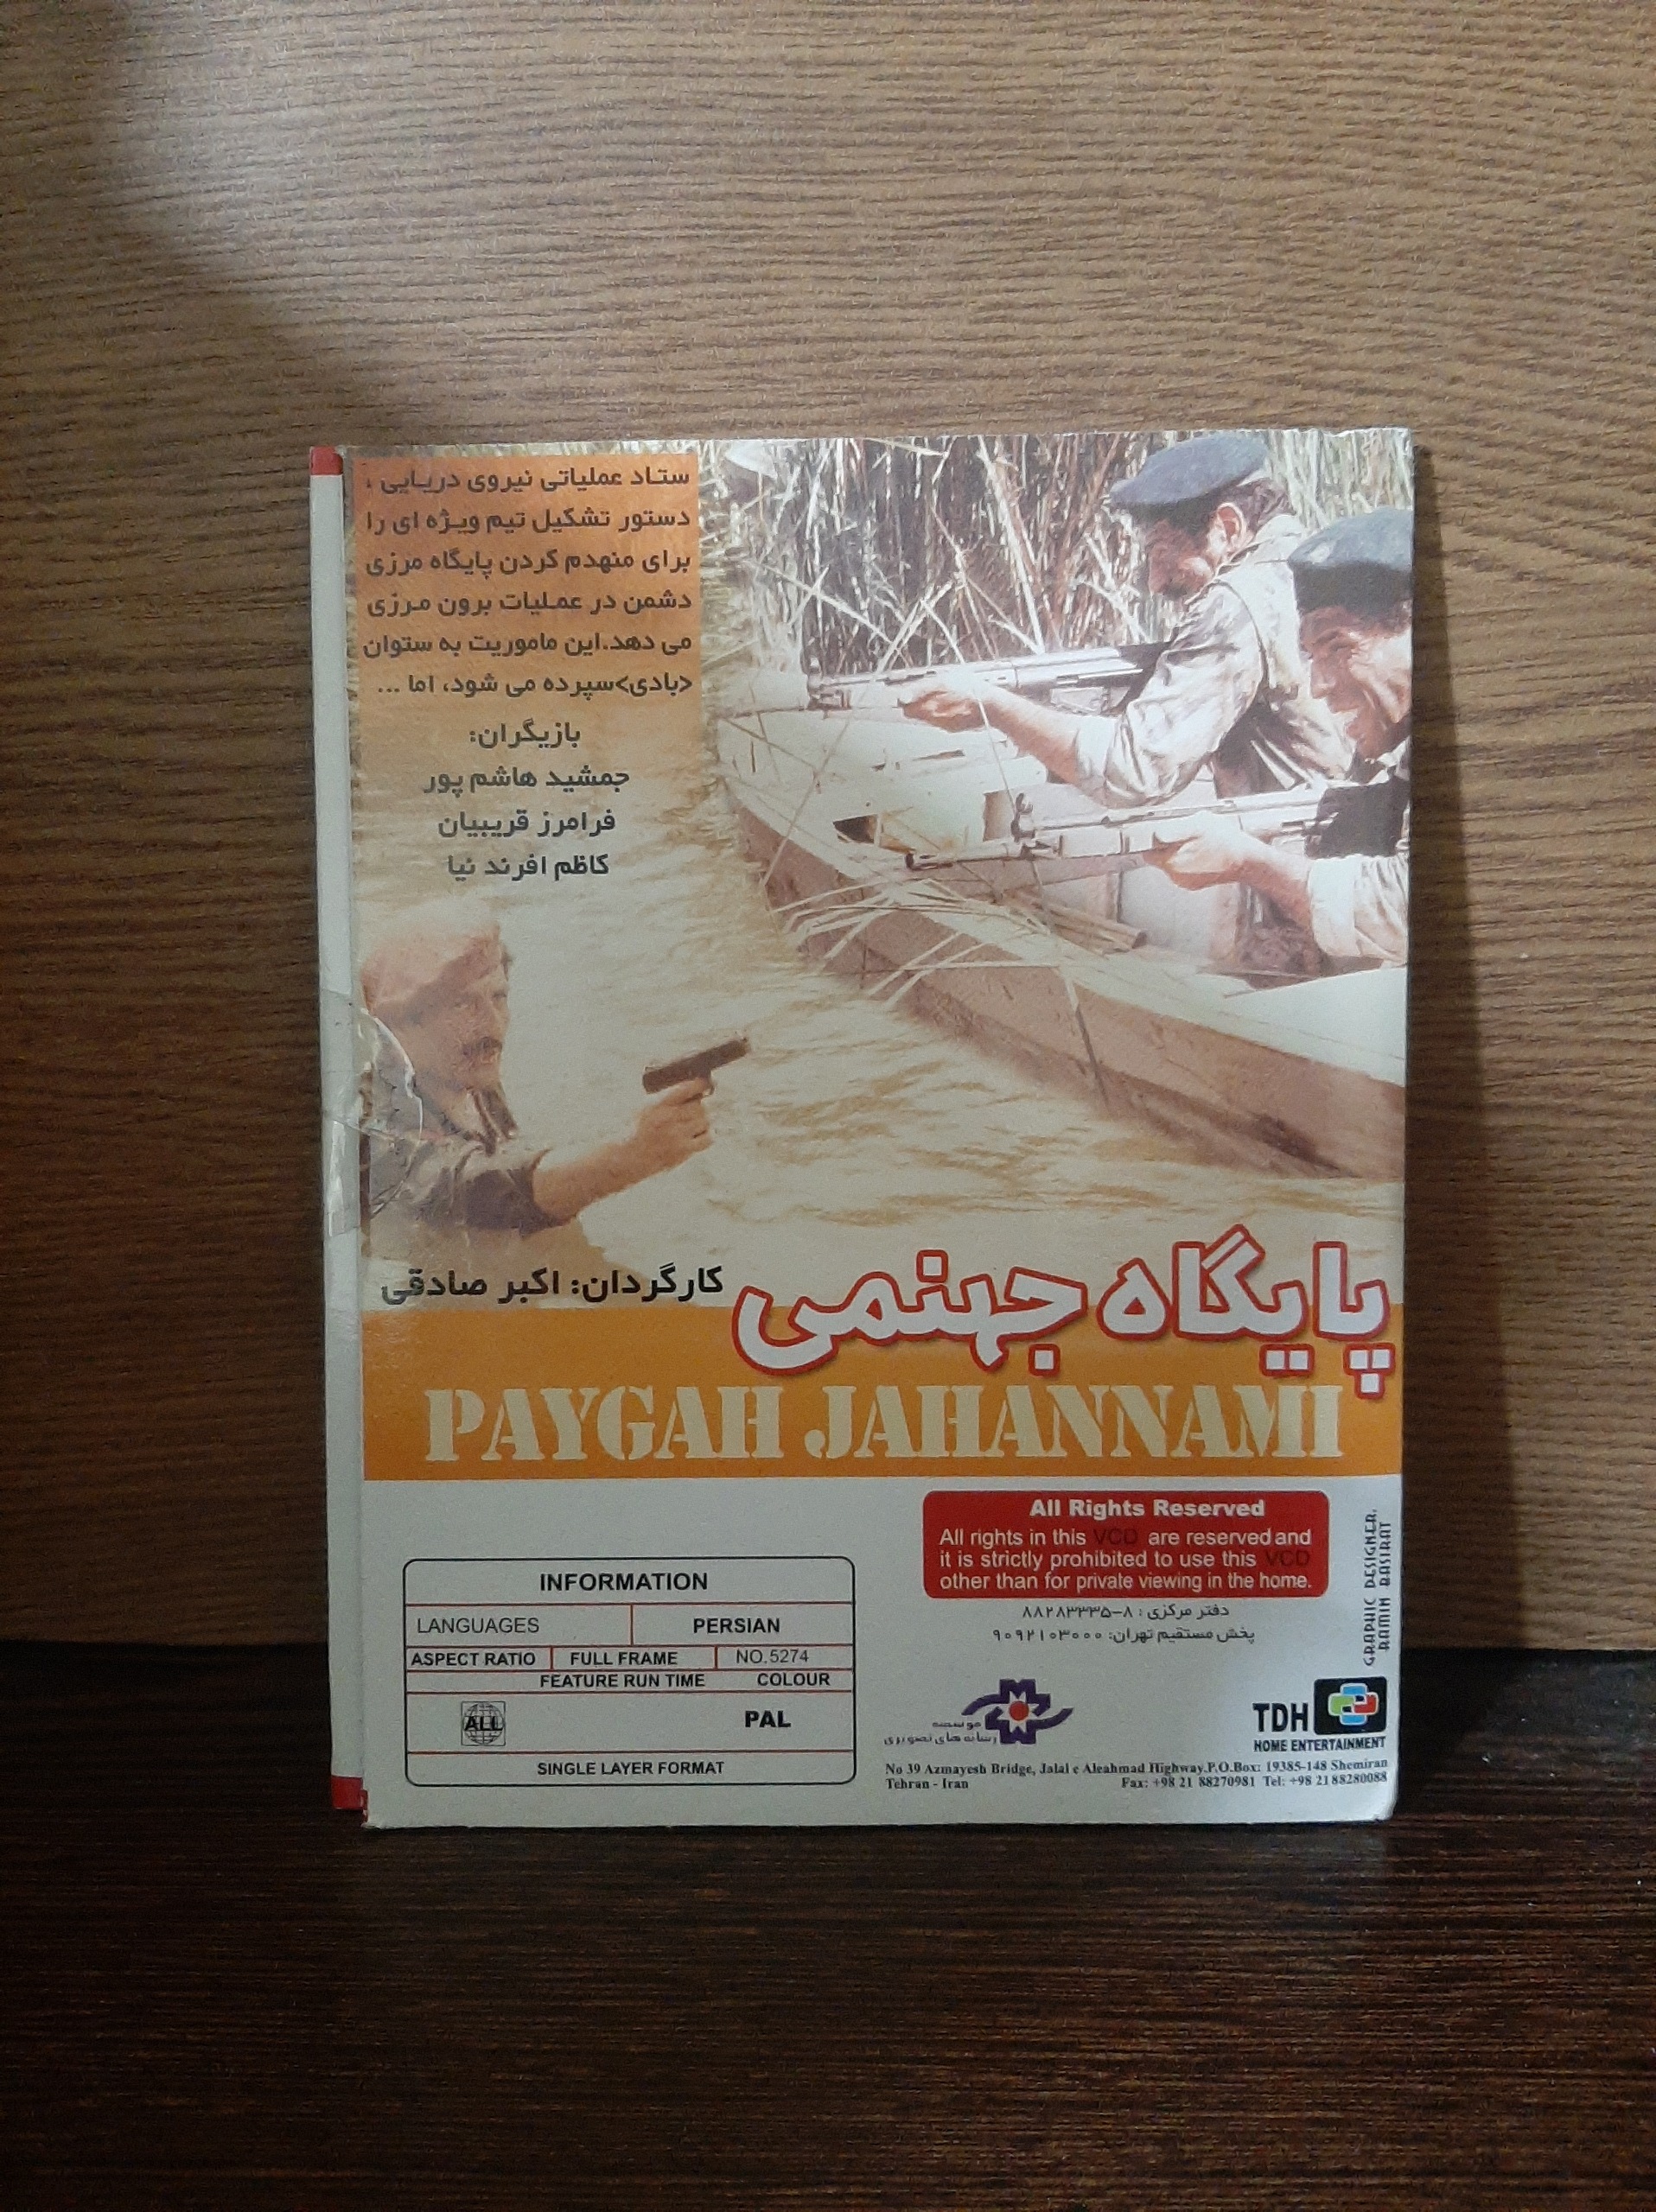 ستاد عملیاتی نیروی دریایی ،
دستور تشکیل تیم ویژه ای را
برای منهدم کردن پایگاه مرزی
دشمن در عملیات برون مرزی
می دهد.این ماموریت به ستوان
<بادی>سپرده می شود، اما ...
بازیگران:
جمشید هاشم پور
فرامرز قریبیان
کاظم افرند نیا
کارگردان: اکبر صادقی
پایگاه جهنمی
PAYGAH JAHANNAMI
All Rights Reserved
All rights in this VCD are reserved and
it is strictly prohibited to use this VCD
other than for private viewing in the home.
دفتر مرکزی : ۸-۸۸۲۸۳۳۳۵
پخش مستقیم تهران: ۹۰۹۲۱۰۳۰۰۰
GRAPHIC DESIGNER.
RAMIN BASIRAT
INFORMATION
LANGUAGES PERSIAN
ASPECT RATIO FULL FRAME NO.5274
FEATURE RUN TIME COLOUR
ALL PAL
SINGLE LAYER FORMAT
موسسه
رسانه های تصویری
TDH
HOME ENTERTAINMENT
No 39 Azmayesh Bridge, Jalal e Aleahmad Highway.P.O.Box: 19385-148 Shemiran
Tehran - Iran Fax: +98 21 88270981 Tel: +98 21 88280088